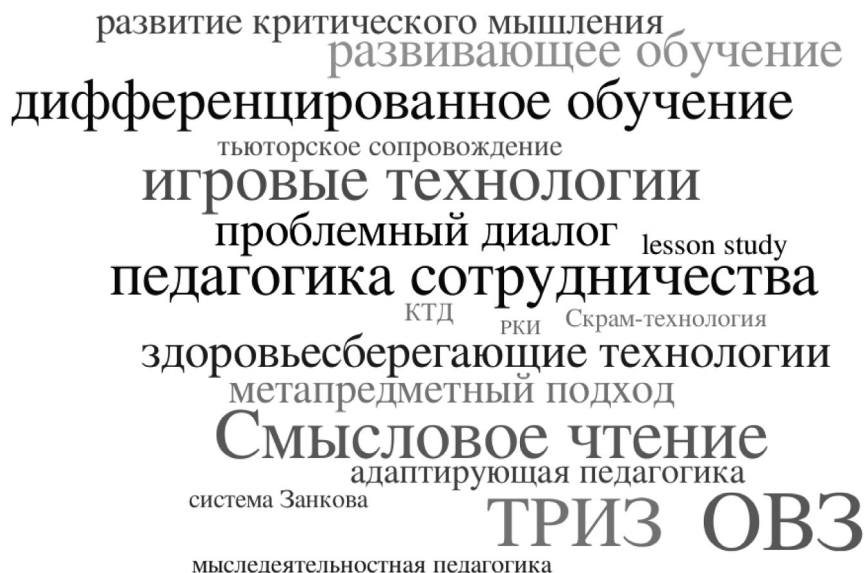 развитие критического мышления
развивающее обучение
дифференцированное обучение
тьюторское сопровождение
игровые технологии
проблемный диалог
lesson study
педагогика сотрудничества
КТД
РКИ
Скрам-технология
здоровьесберегающие технологии
метапредметный подход
Смысловое чтение
адаптирующая педагогика
система Занкова
ТРИЗ
ОВЗ
мыследеятельностная педагогика